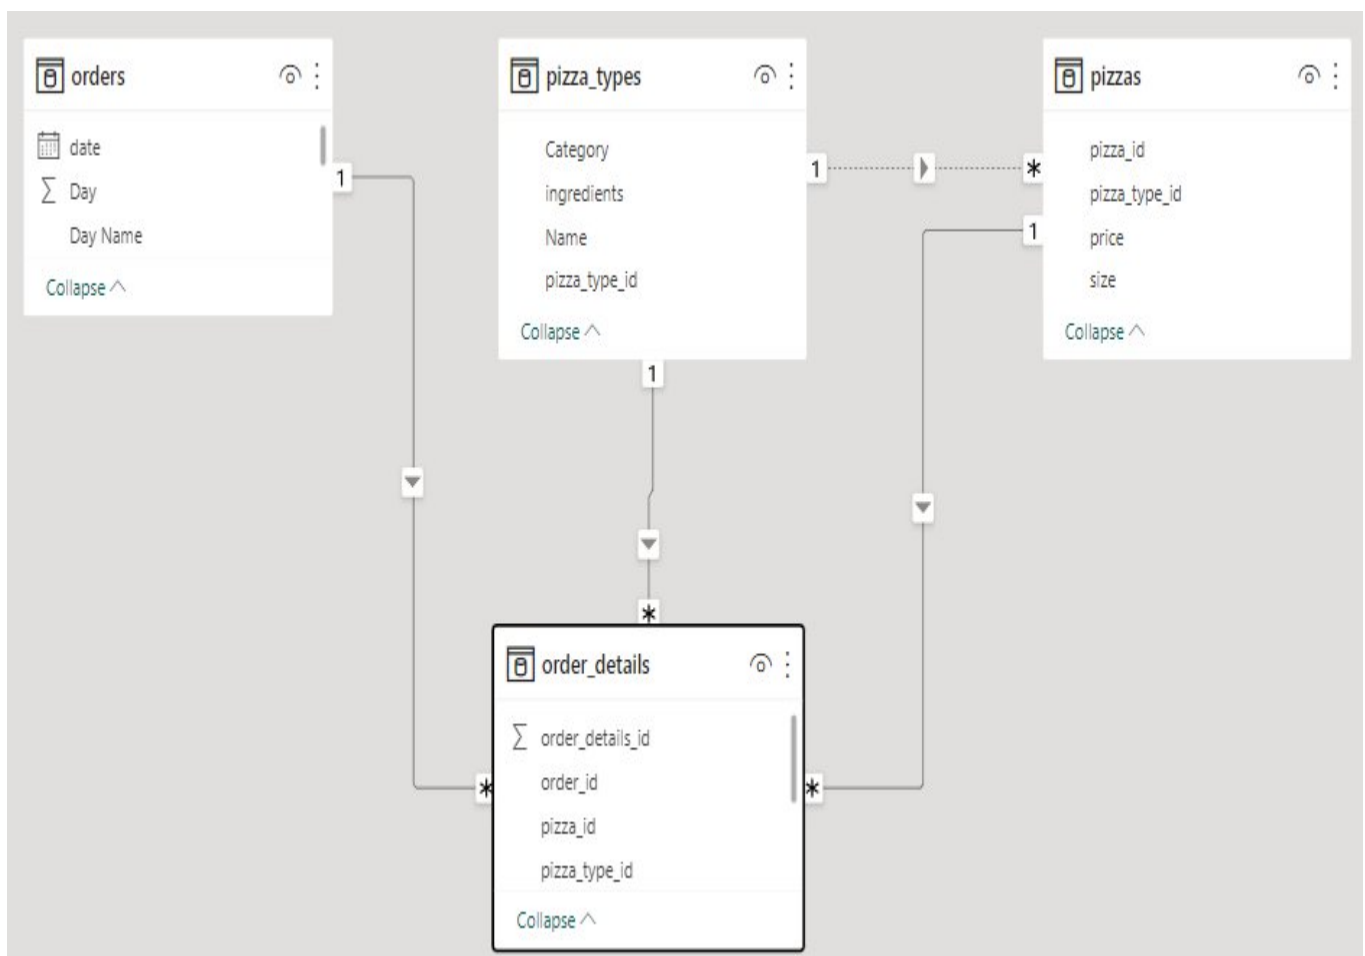 orders
date
Day
Day Name
Collapse
pizza_types
Category
ingredients
Name
pizza_type_id
Collapse
pizzas
pizza_id
pizza_type_id
price
size
Collapse
1
1
*
1
1
*
order_details
order_details_id
order_id
pizza_id
pizza_type_id
Collapse
*
*